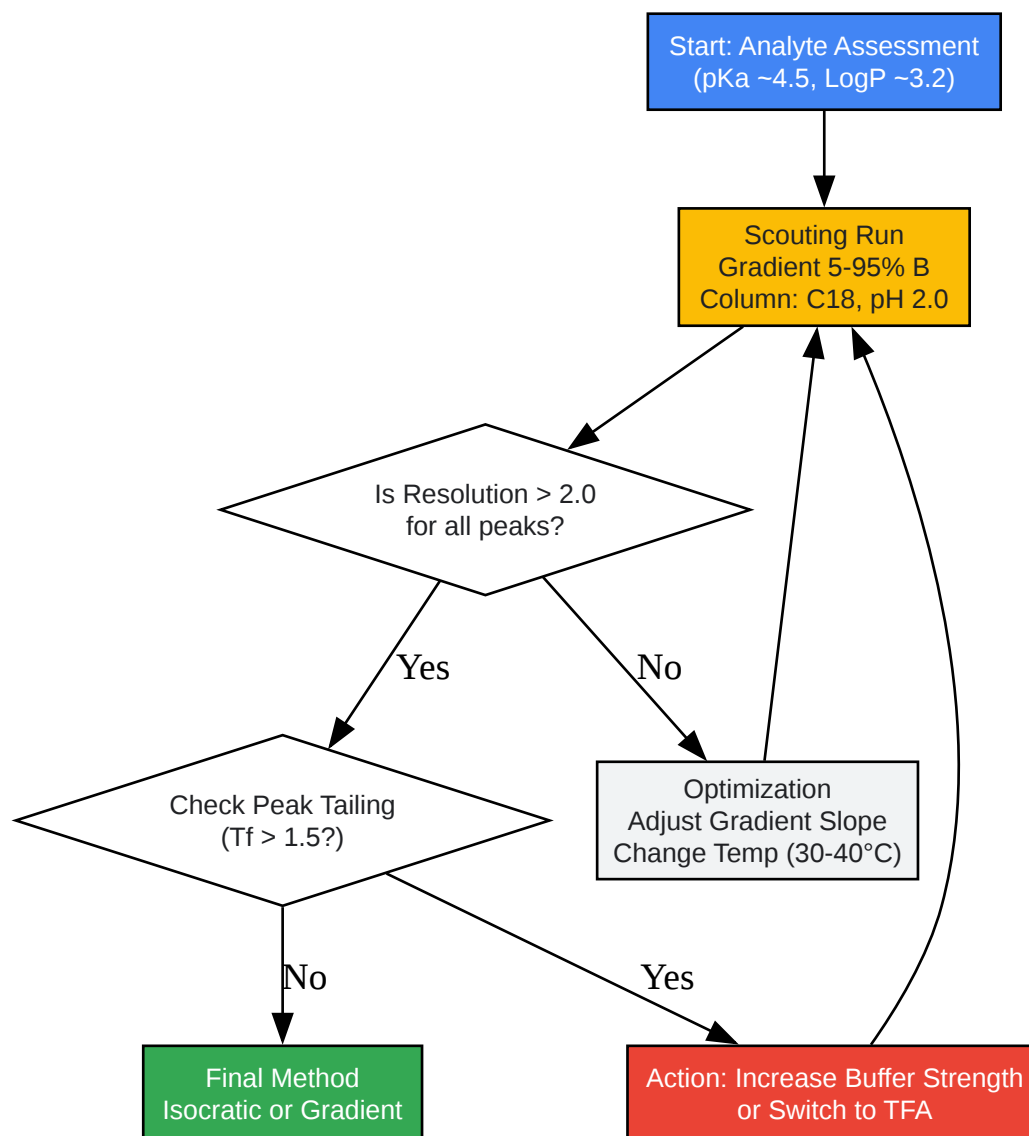 Start: Analyte Assessment
(pKa ~4.5, LogP ~3.2)
Scouting Run
Gradient 5-95% B
Column: C18, pH 2.0
Is Resolution > 2.0
for all peaks?
Yes
No
Check Peak Tailing
(Tf > 1.5?)
Optimization
Adjust Gradient Slope
Change Temp (30-40°C)
No
Yes
Final Method
Isocratic or Gradient
Action: Increase Buffer Strength
or Switch to TFA